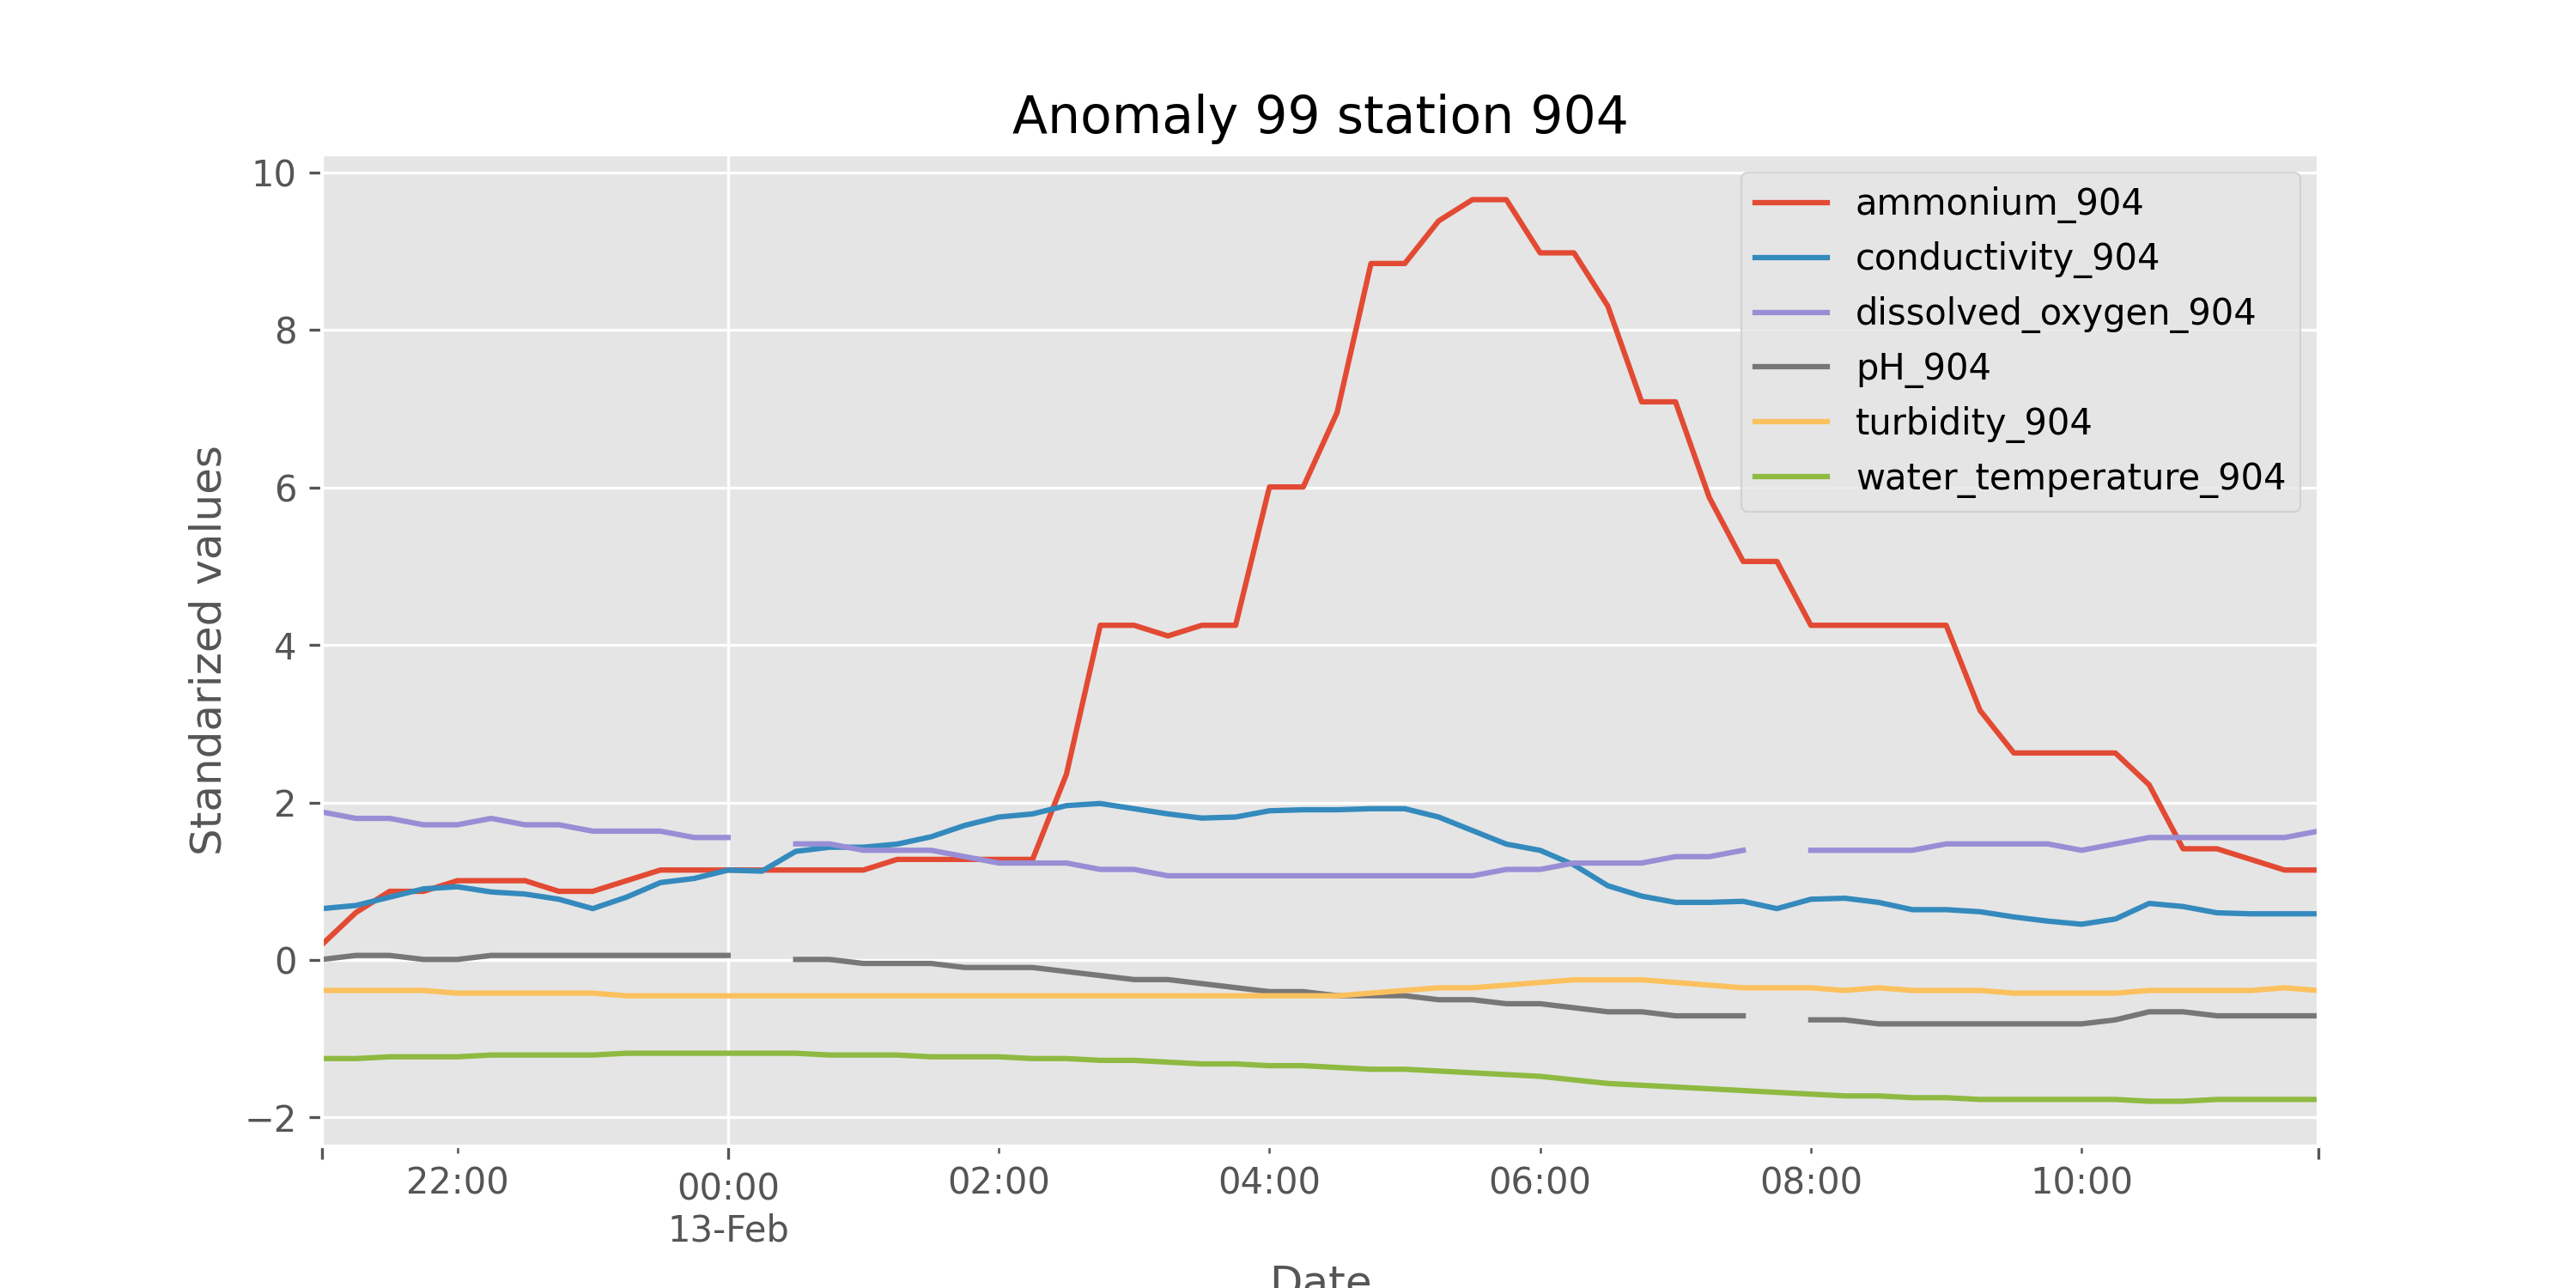 Anomaly 99 station 904
10
8
6
4
2
0
−2
Standarized values
ammonium_904
conductivity_904
dissolved_oxygen_904
pH_904
turbidity_904
water_temperature_904
22:00
00:00
13-Feb
02:00
04:00
06:00
08:00
10:00
Date